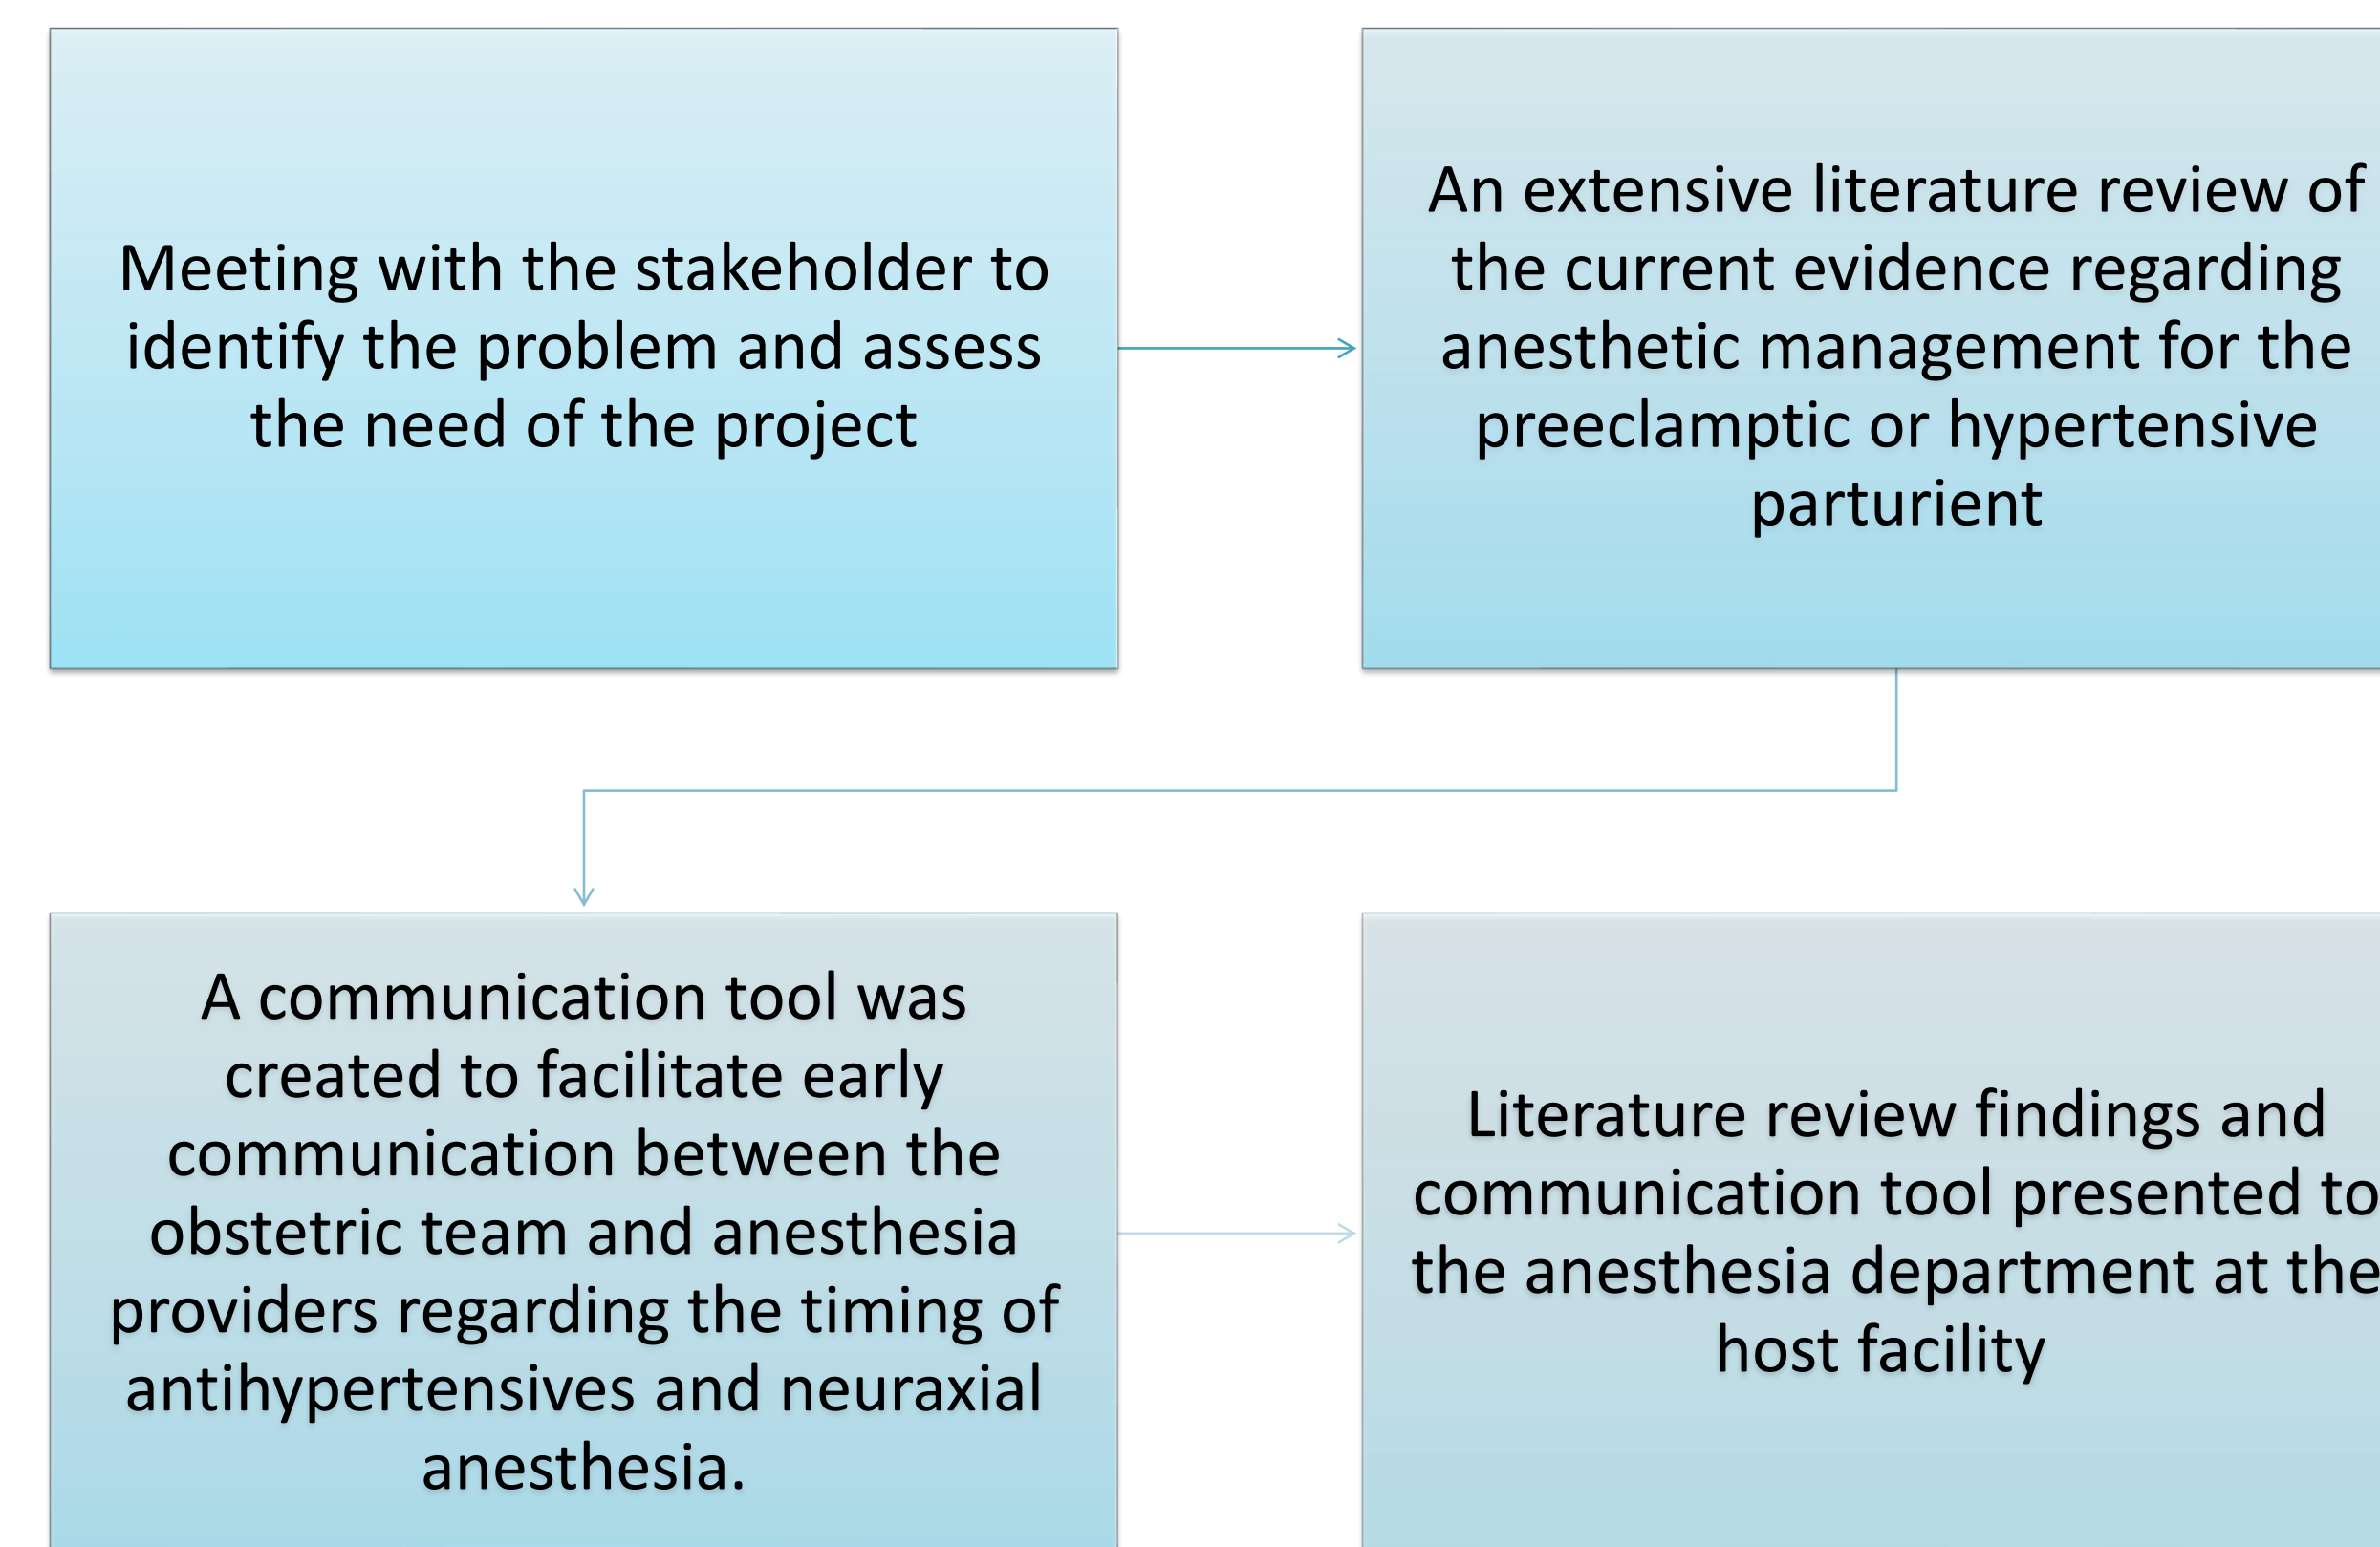 Meeting with the stakeholder to
identify the problem and assess
the need of the project
An extensive literature review of
the current evidence regarding
anesthetic management for the
preeclamptic or hypertensive
parturient
A communication tool was
created to facilitate early
communication between the
obstetric team and anesthesia
providers regarding the timing of
antihypertensives and neuraxial
anesthesia.
Literature review findings and
communication tool presented to
the anesthesia department at the
host facility